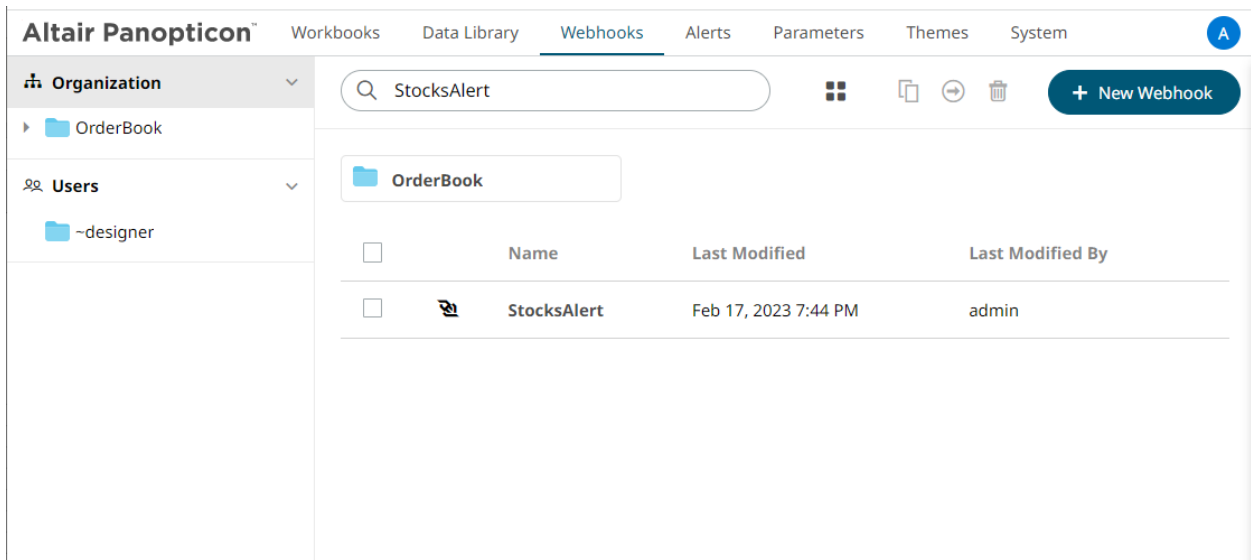 Altair Panopticon™ Workbooks Data Library Webhooks Alerts Parameters Themes System A
Organization
StocksAlert
+ New Webhook
OrderBook
Users
~designer
OrderBook
Name Last Modified Last Modified By
StocksAlert Feb 17, 2023 7:44 PM admin